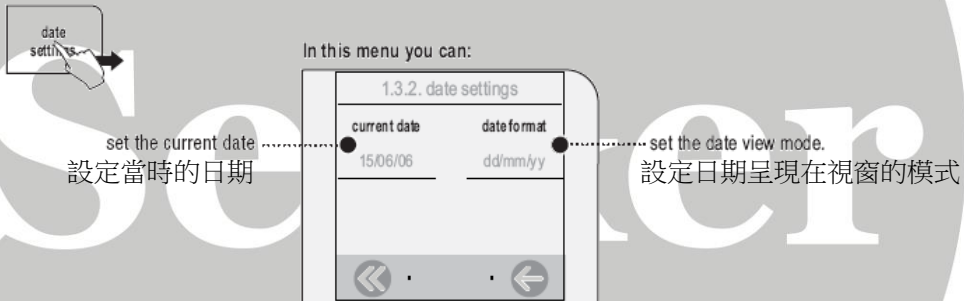 date
settings
In this menu you can:
1.3.2. date settings
current date
date format
15/06/06
dd/mm/yy
set the current date
設定當時的日期
set the date view mode.
設定日期呈現在視窗的模式